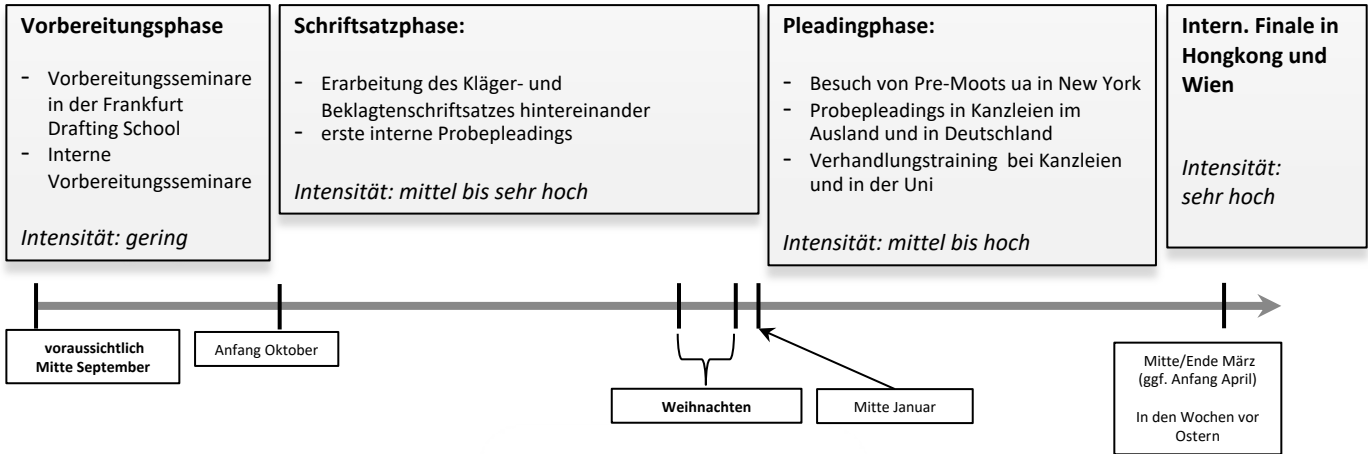 Vorbereitungsphase
- Vorbereitungsseminare
in der Frankfurt
Drafting School
- Interne
Vorbereitungsseminare
Intensität: gering
Schriftsatzphase:
- Erarbeitung des Kläger- und
Beklagtenschriftsatzes hintereinander
- erste interne Probepleadings
Intensität: mittel bis sehr hoch
Pleadingphase:
- Besuch von Pre-Moots ua in New York
- Probepleadings in Kanzleien im
Ausland und in Deutschland
- Verhandlungstraining bei Kanzleien
und in der Uni
Intensität: mittel bis hoch
Intern. Finale in
Hongkong und
Wien
Intensität:
sehr hoch
voraussichtlich
Mitte September
Anfang Oktober
Weihnachten
Mitte Januar
Mitte/Ende März
(ggf. Anfang April)
In den Wochen vor
Ostern